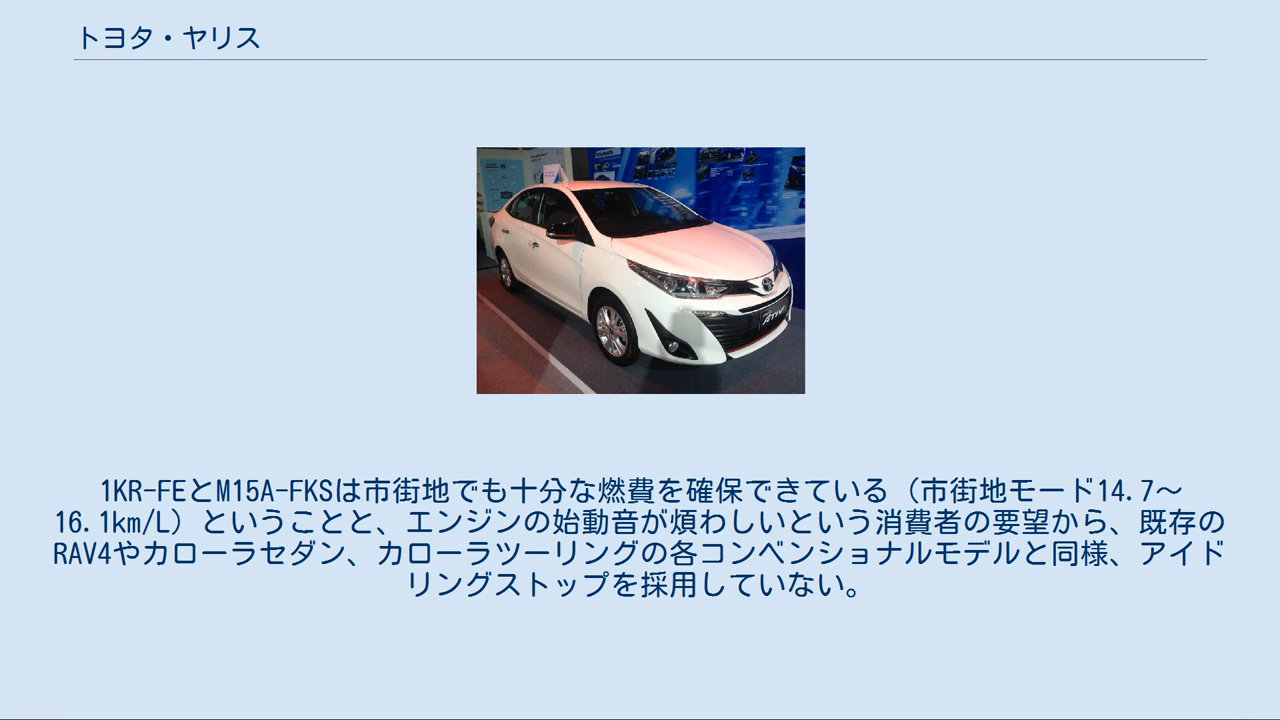 トヨタ・ヤリス
ATIV
1KR-FEとM15A-FKSは市街地でも十分な燃費を確保できている（市街地モード14.7～
16.1km/L）ということと、エンジンの始動音が煩わしいという消費者の要望から、既存の
RAV4やカローラセダン、カローラツーリングの各コンベンショナルモデルと同様、アイド
リングストップを採用していない。